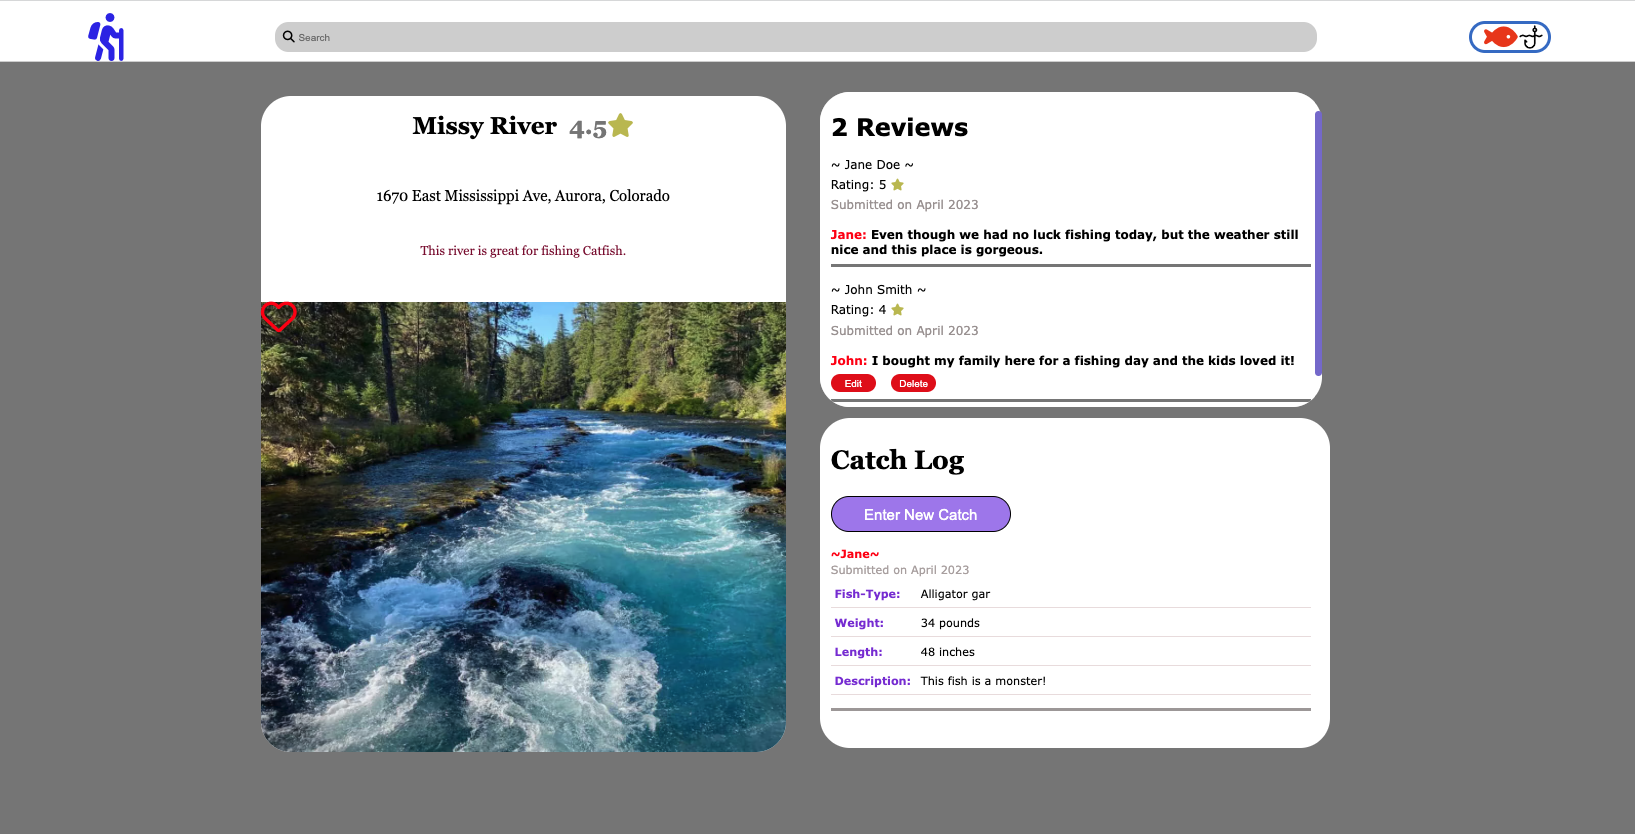 Search
Missy River 4.5
1670 East Mississippi Ave, Aurora, Colorado
This river is great for fishing Catfish.
2 Reviews
~ Jane Doe ~
Rating: 5
Submitted on April 2023
Jane: Even though we had no luck fishing today, but the weather still
nice and this place is gorgeous.
~ John Smith ~
Rating: 4
Submitted on April 2023
John: I bought my family here for a fishing day and the kids loved it!
Edit Delete
Catch Log
Enter New Catch
~Jane~
Submitted on April 2023
Fish-Type: Alligator gar
Weight: 34 pounds
Length: 48 inches
Description: This fish is a monster!